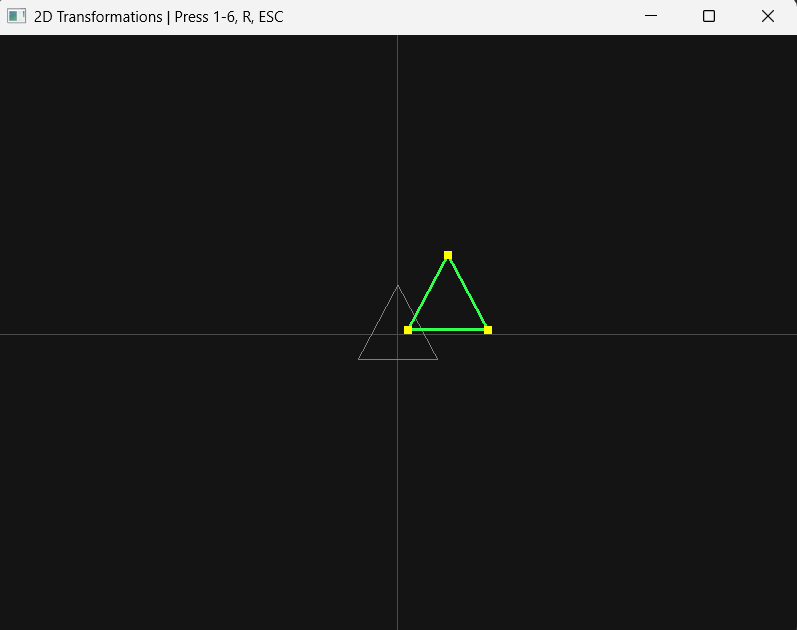 2D Transformations | Press 1-6, R, ESC